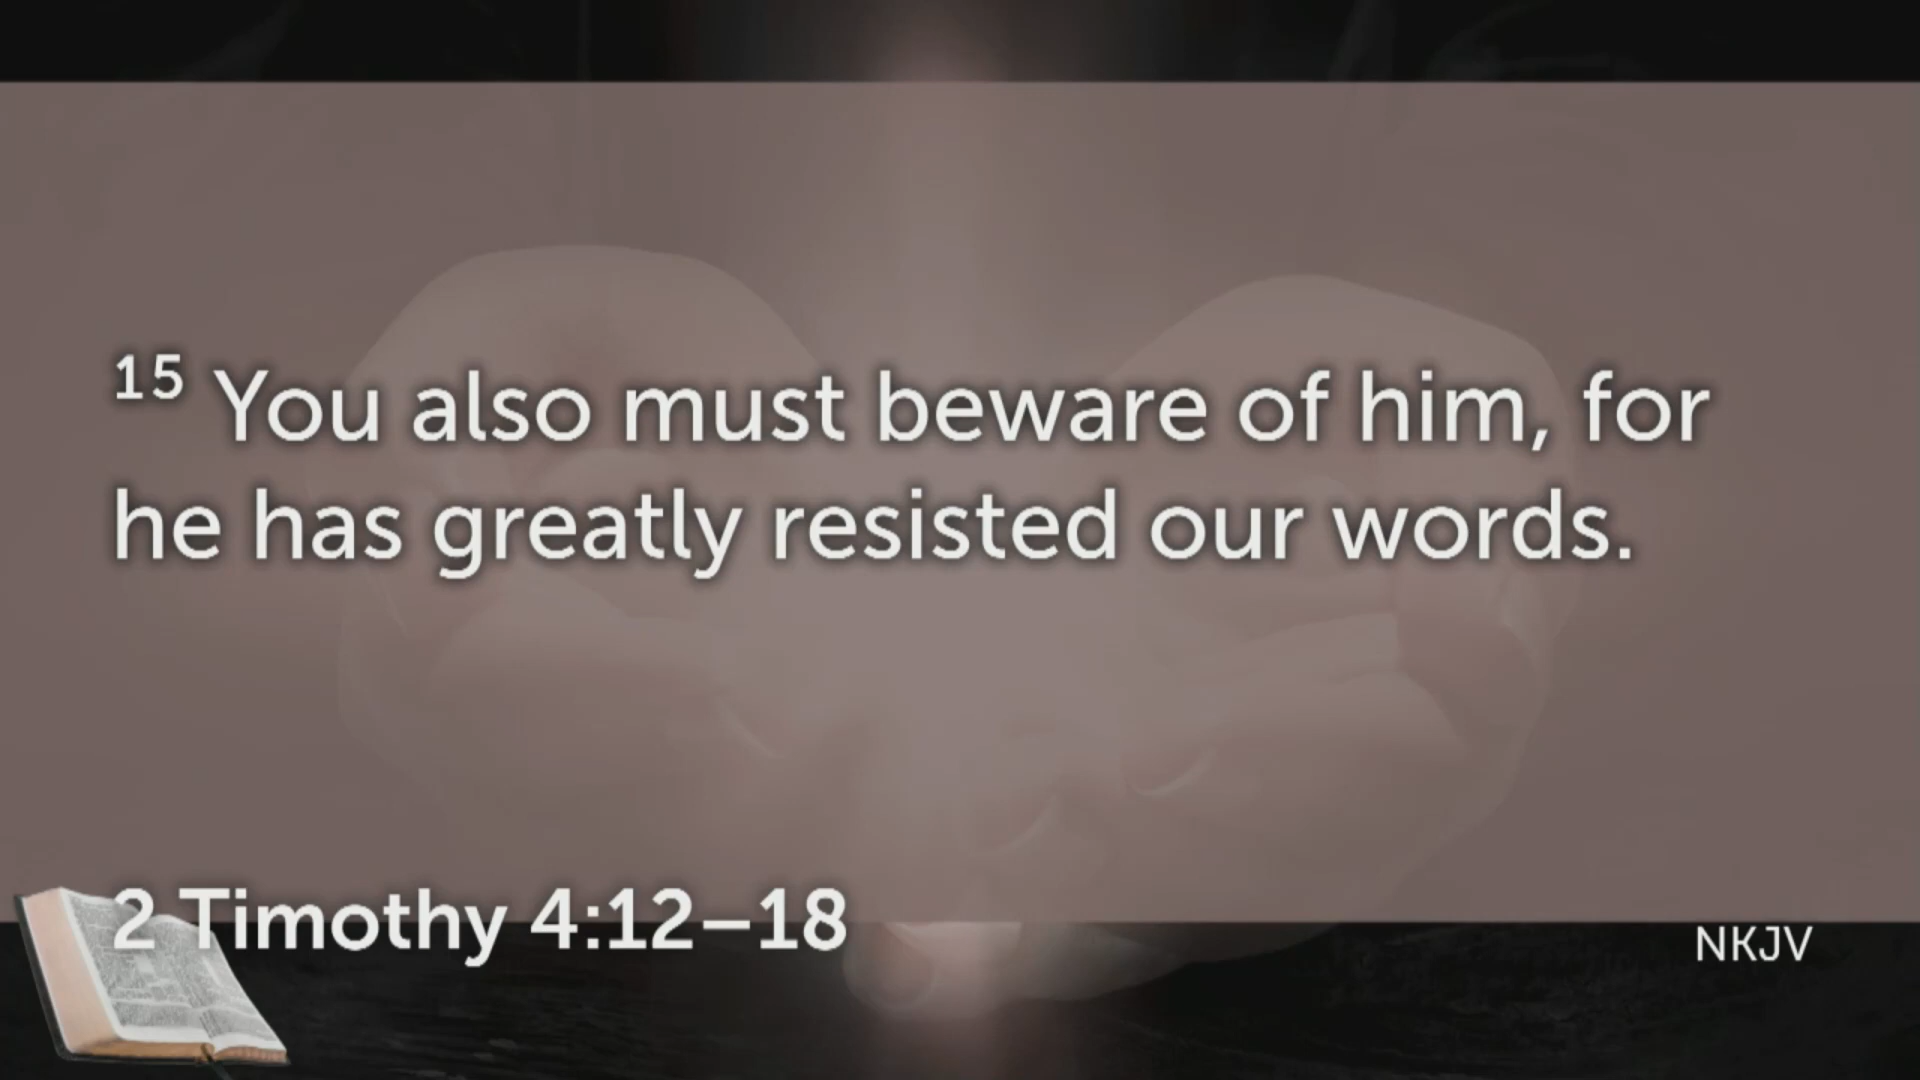 15 You also must beware of him, for
he has greatly resisted our words.
2 Timothy 4:12–18
NKJV